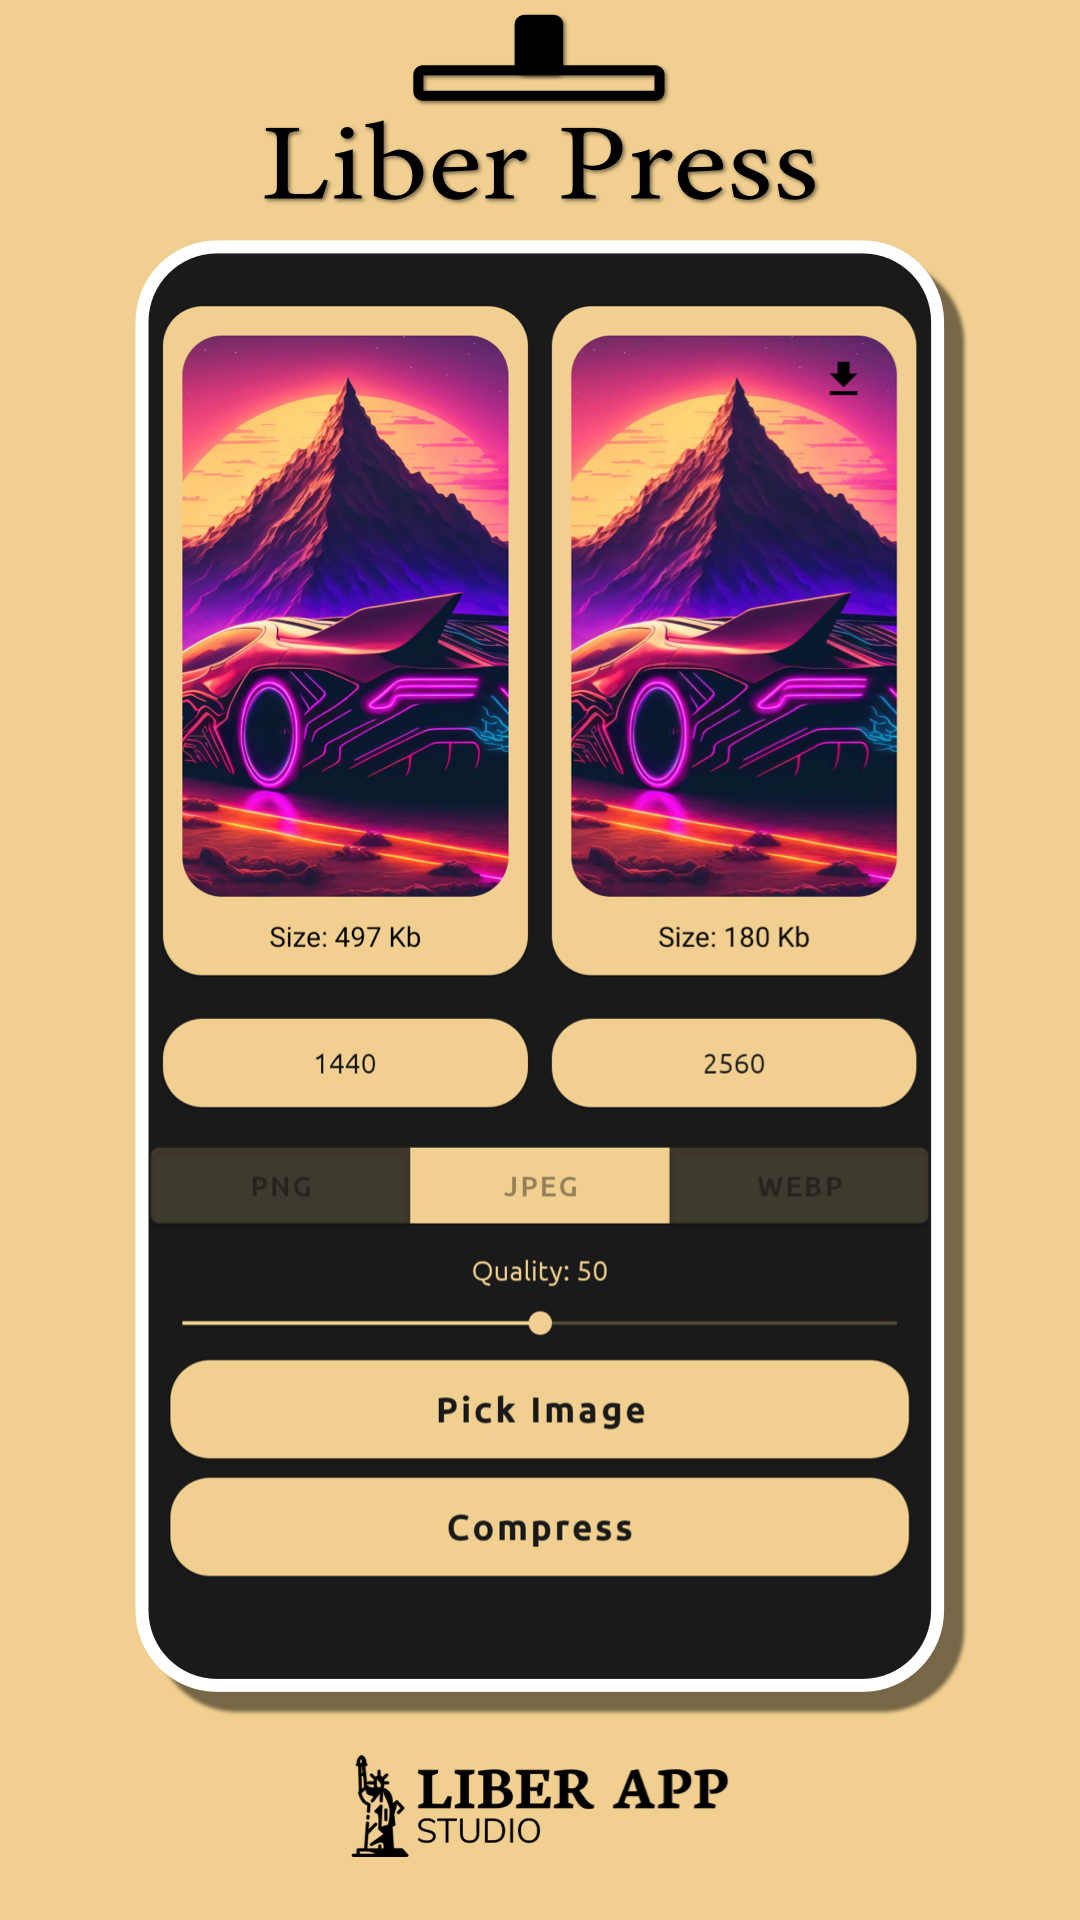 Liber Press
Size: 497 Kb
Size: 180 Kb
1440
2560
PNG
JPEG
WEBP
Quality: 50
Pick Image
Compress
LIBER APP
STUDIO